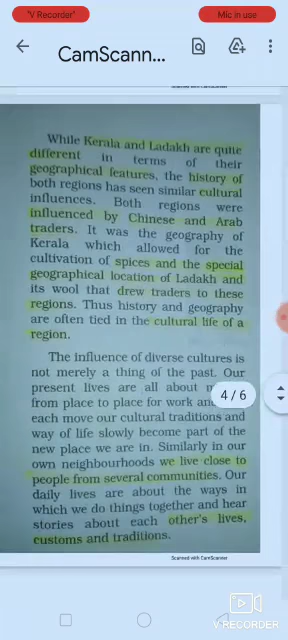 "V Recorder"
Mic in use
CamScann...
Scanned with CamScanner
While Kerala and Ladakh are quite
different in terms of their
geographical features, the history of
both regions has seen similar cultural
influences. Both regions were
influenced by Chinese and Arab
traders. It was the geography of
Kerala which allowed for the
cultivation of spices and the special
geographical location of Ladakh and
its wool that drew traders to these
regions. Thus history and geography
are often tied in the cultural life of a
region.
The influence of diverse cultures is
not merely a thing of the past. Our
present lives are all about
from place to place for work and
each move our cultural traditions and
way of life slowly become part of the
new place we are in. Similarly in our
own neighbourhoods we live close to
people from several communities. Our
daily lives are about the ways in
which we do things together and hear
stories about each other's lives,
customs and traditions.
4 / 6
Scanned with CamScanner
V RECORDER